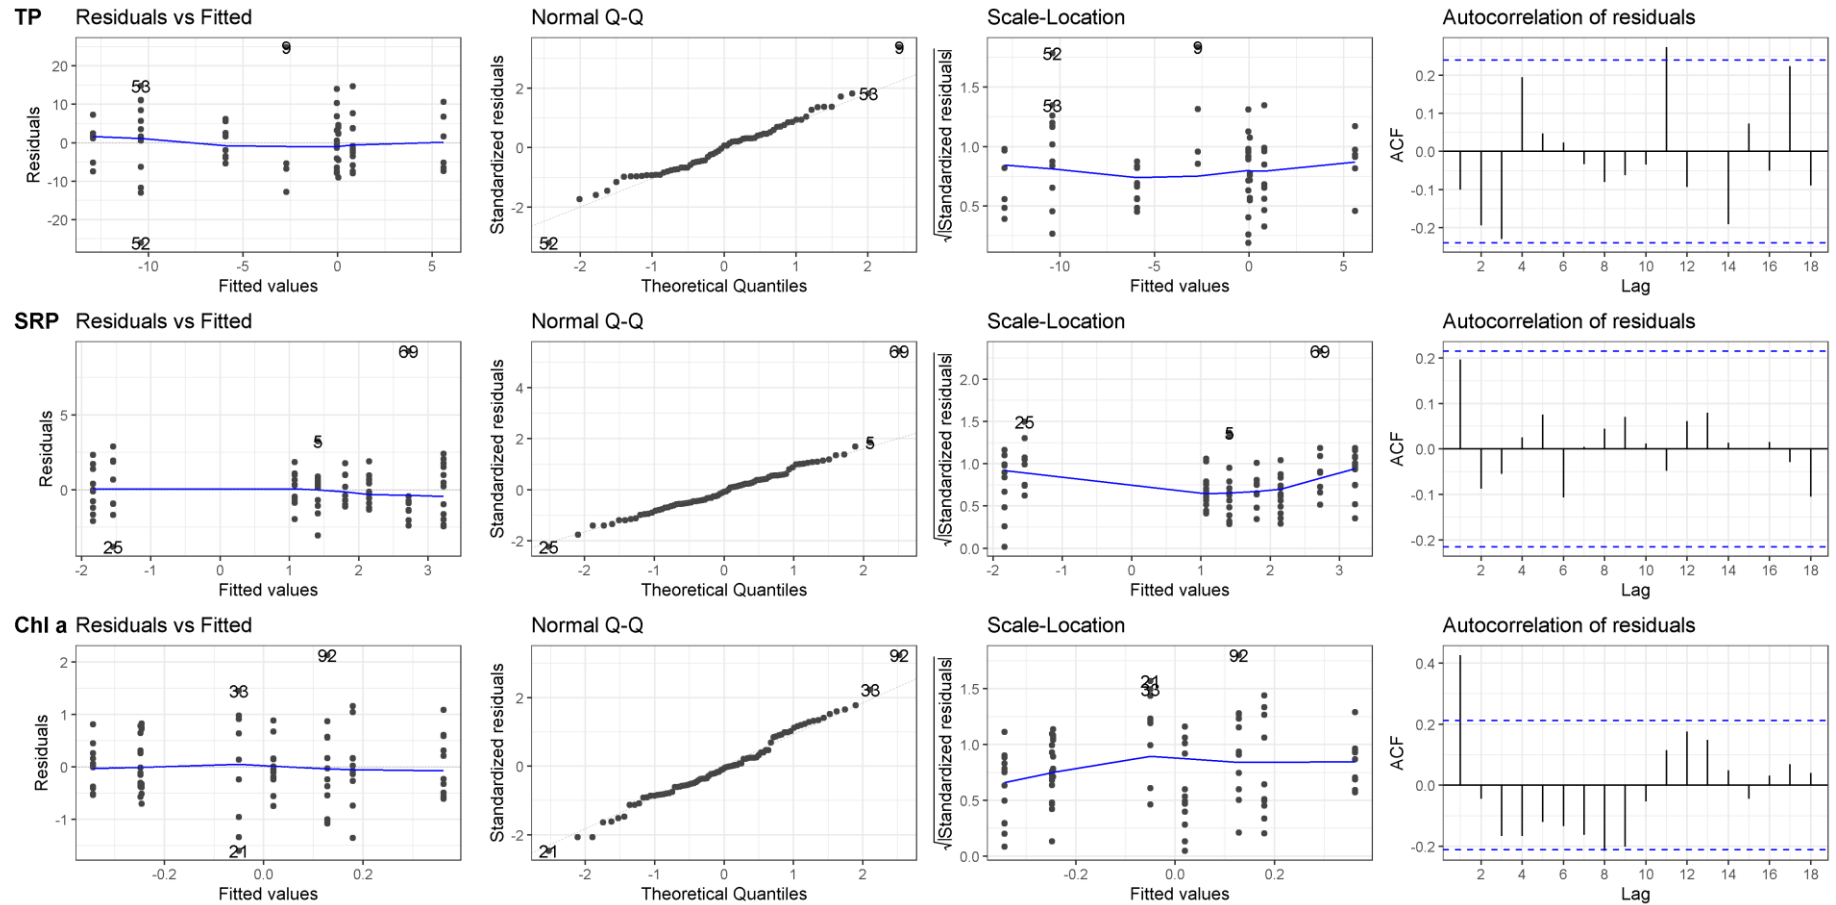 TP Residuals vs Fitted Normal Q-Q Scale-Location Autocorrelation of residuals
Residuals
20
10
0
-10
-20
9
53
52
-10 -5 0 5
Fitted values
Standardized residuals
2
0
-2
9
53
52
-2 -1 0 1 2
Theoretical Quantiles
√|Standardized residuals|
1.5
1.0
0.5
52
9
53
-10 -5 0 5
Fitted values
ACF
0.2
0.1
0.0
-0.1
-0.2
2 4 6 8 10 12 14 16 18
Lag
SRP Residuals vs Fitted Normal Q-Q Scale-Location Autocorrelation of residuals
Residuals
5
0
69
5
25
-2 -1 0 1 2 3
Fitted values
Standardized residuals
4
2
0
-2
69
5
25
-2 -1 0 1 2
Theoretical Quantiles
√|Standardized residuals|
2.0
1.5
1.0
0.5
0.0
69
25
5
-2 -1 0 1 2 3
Fitted values
ACF
0.2
0.1
0.0
-0.1
-0.2
2 4 6 8 10 12 14 16 18
Lag
Chl a Residuals vs Fitted Normal Q-Q Scale-Location Autocorrelation of residuals
Residuals
2
1
0
-1
92
33
21
-0.2 0.0 0.2
Fitted values
Standardized residuals
2
0
-2
92
33
21
-2 -1 0 1 2
Theoretical Quantiles
√|Standardized residuals|
1.5
1.0
0.5
0.0
92
21
33
-0.2 0.0 0.2
Fitted values
ACF
0.4
0.2
0.0
-0.2
2 4 6 8 10 12 14 16 18
Lag